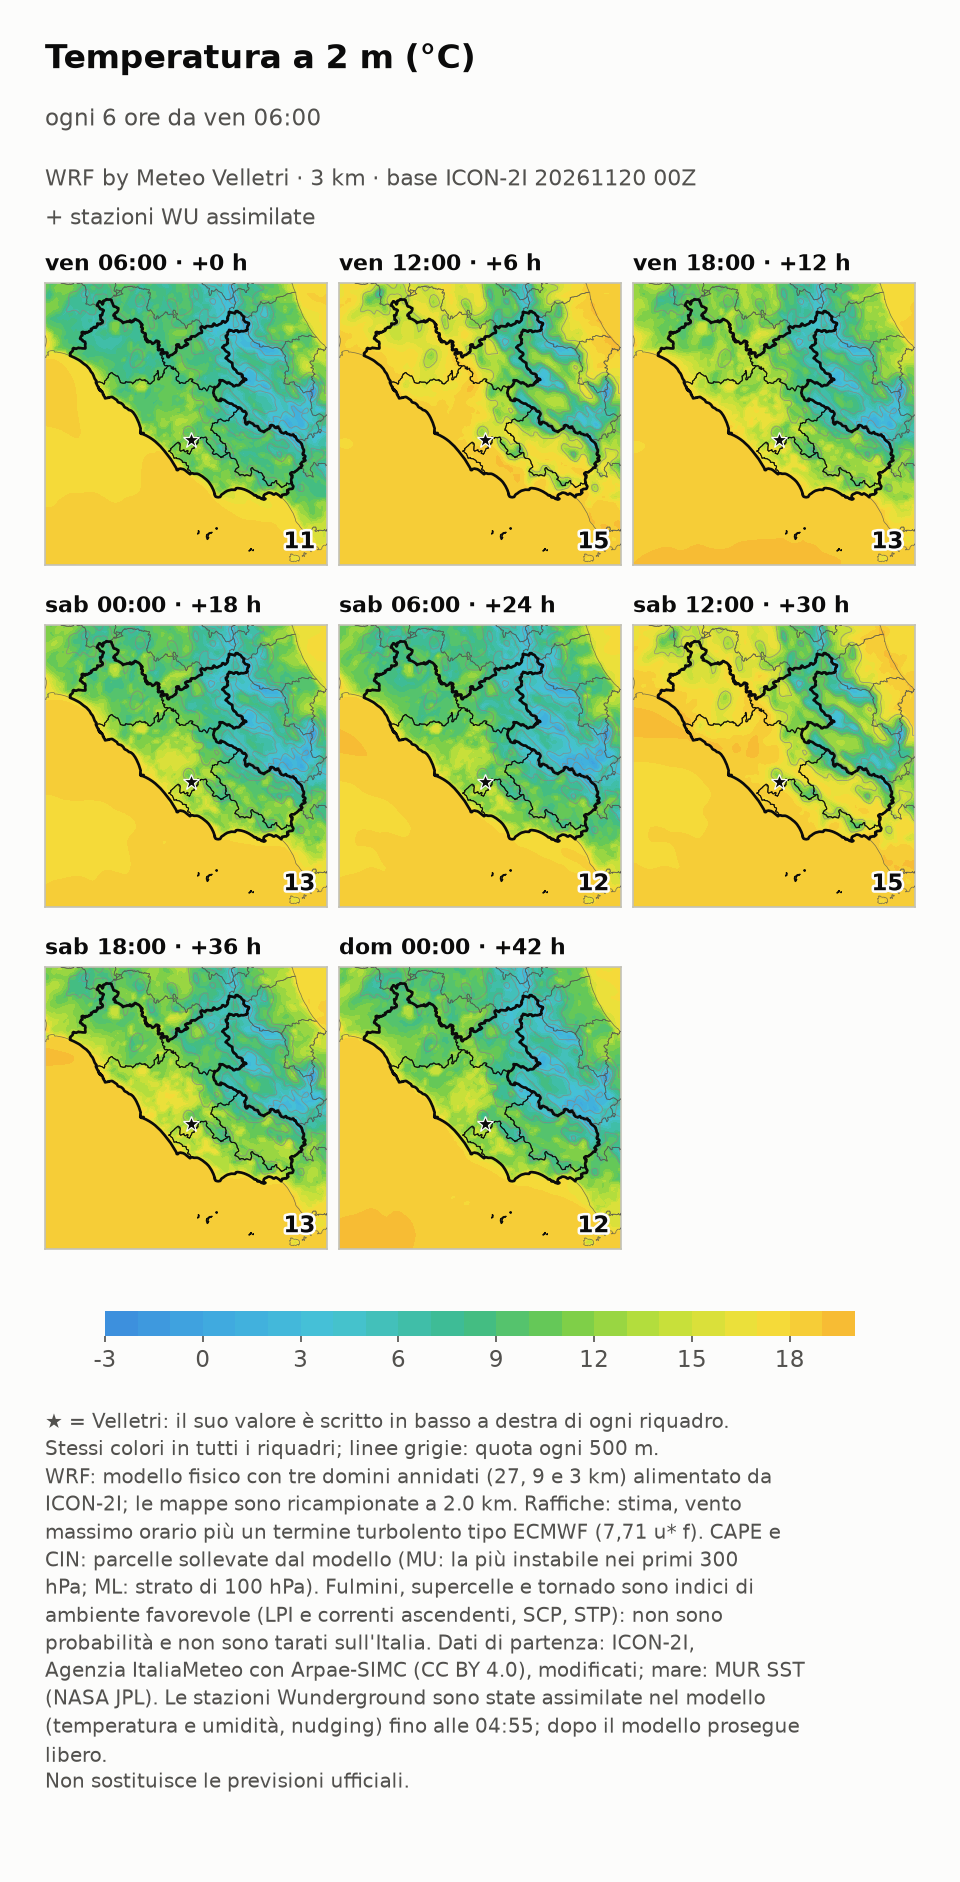 Temperatura a 2 m (°C)
ogni 6 ore da ven 06:00
WRF by Meteo Velletri · 3 km · base ICON-2I 20261120 00Z
+ stazioni WU assimilate
ven 06:00 · +0 h
ven 12:00 · +6 h
ven 18:00 · +12 h
11
15
13
sab 00:00 · +18 h
sab 06:00 · +24 h
sab 12:00 · +30 h
13
12
15
sab 18:00 · +36 h
dom 00:00 · +42 h
13
12
-3 0 3 6 9 12 15 18
★ = Velletri: il suo valore è scritto in basso a destra di ogni riquadro.
Stessi colori in tutti i riquadri; linee grigie: quota ogni 500 m.
WRF: modello fisico con tre domini annidati (27, 9 e 3 km) alimentato da
ICON-2I; le mappe sono ricampionate a 2.0 km. Raffiche: stima, vento
massimo orario più un termine turbolento tipo ECMWF (7,71 u* f). CAPE e
CIN: parcelle sollevate dal modello (MU: la più instabile nei primi 300
hPa; ML: strato di 100 hPa). Fulmini, supercelle e tornado sono indici di
ambiente favorevole (LPI e correnti ascendenti, SCP, STP): non sono
probabilità e non sono tarati sull'Italia. Dati di partenza: ICON-2I,
Agenzia ItaliaMeteo con Arpae-SIMC (CC BY 4.0), modificati; mare: MUR SST
(NASA JPL). Le stazioni Wunderground sono state assimilate nel modello
(temperatura e umidità, nudging) fino alle 04:55; dopo il modello prosegue
libero.
Non sostituisce le previsioni ufficiali.